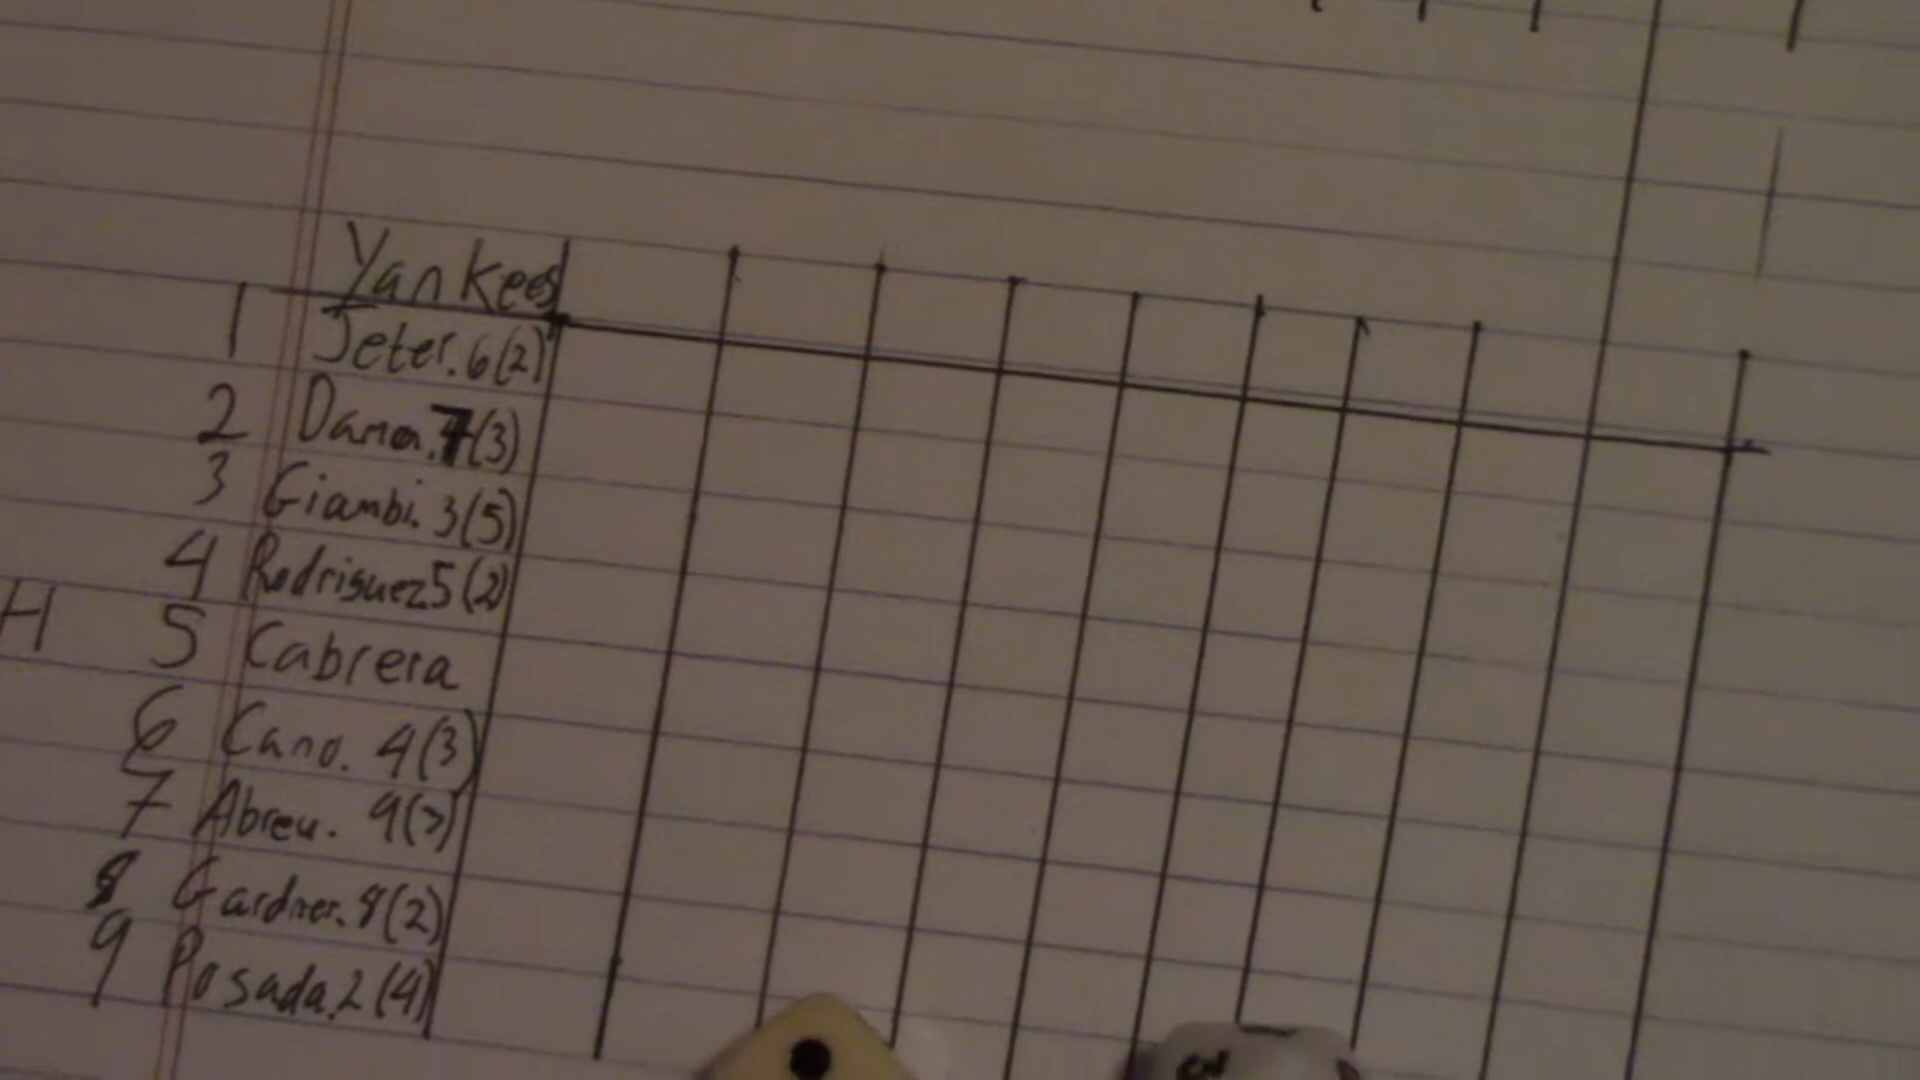 Yankees
1 Jeter. 6(2)
2 Damon. 7(3)
3 Giambi. 3(5)
4 Rodriguez 5(2)
H 5 Cabrera
6 Cano. 4(3)
7 Abreu. 9(>)
8 Gardner. 8(2)
9 Posada. 2(4)